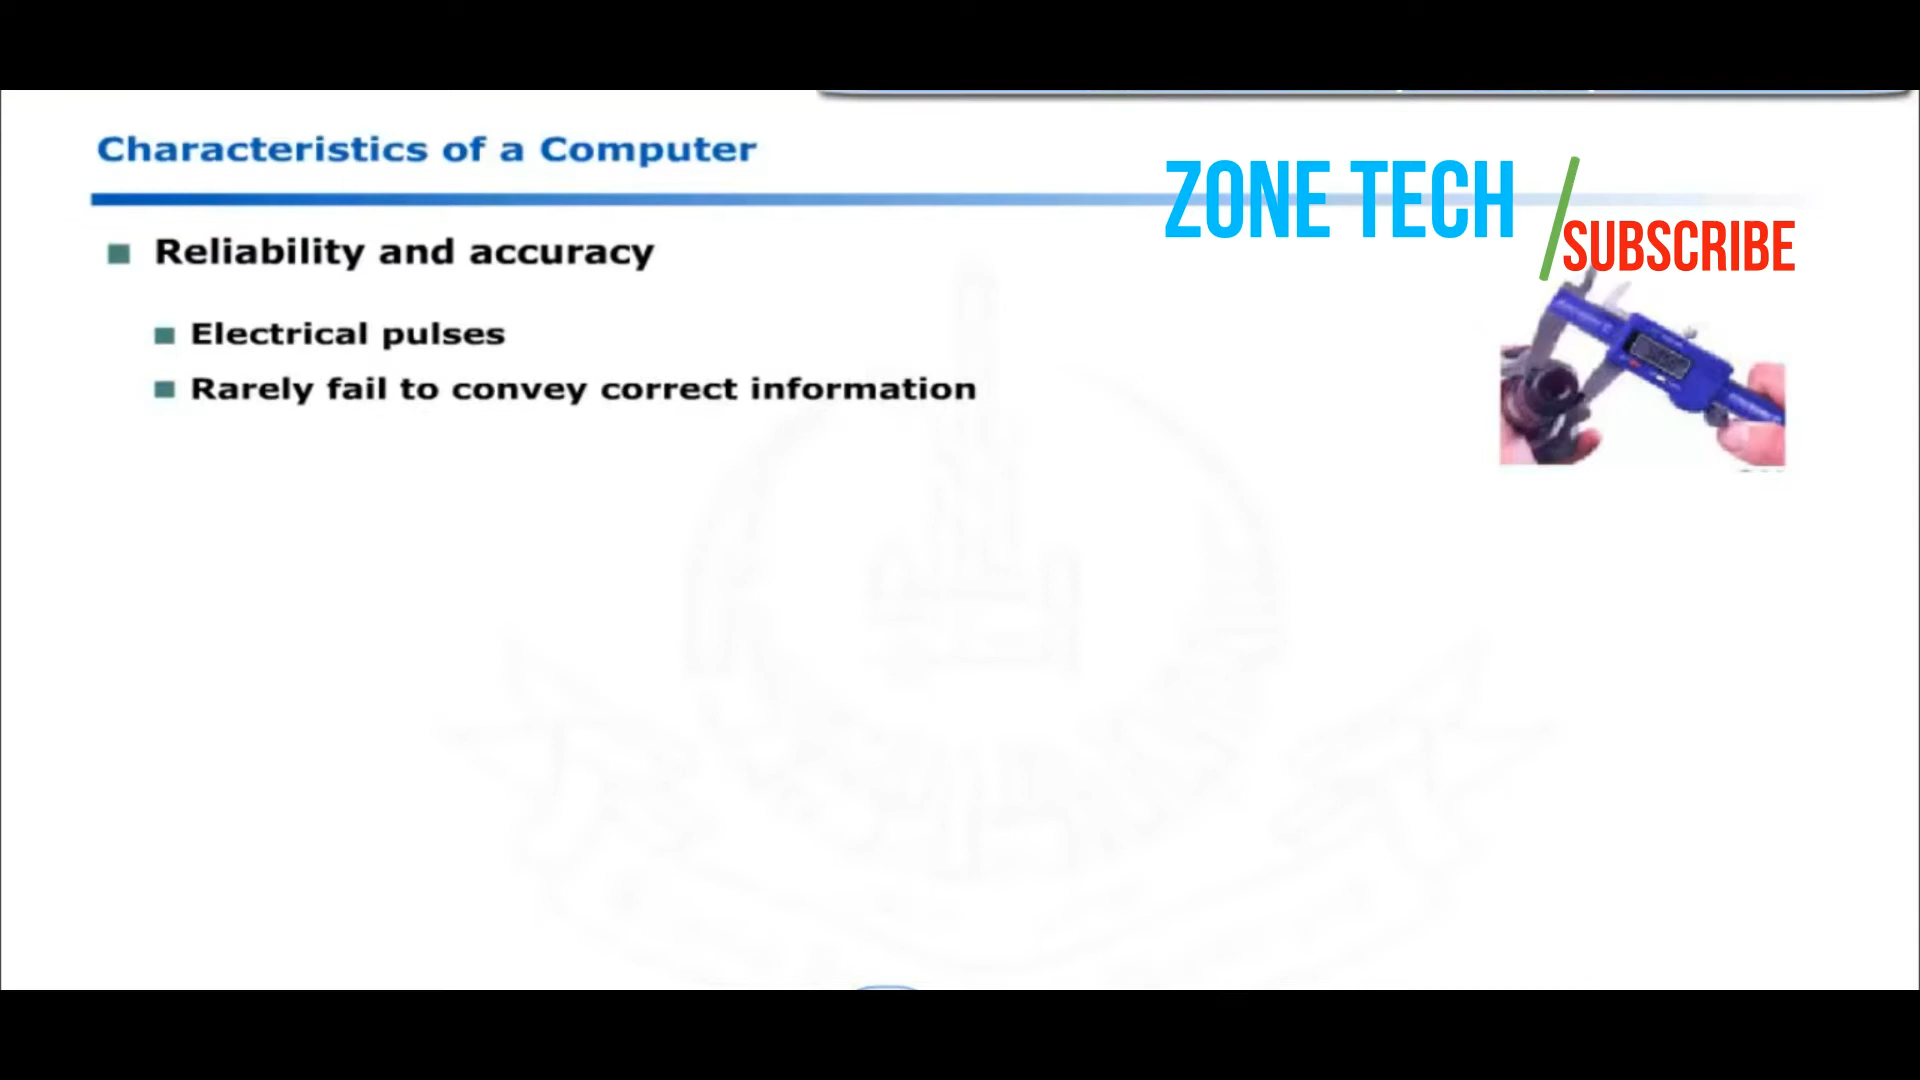 Characteristics of a Computer
ZONE TECH
SUBSCRIBE
Reliability and accuracy
Electrical pulses
Rarely fail to convey correct information